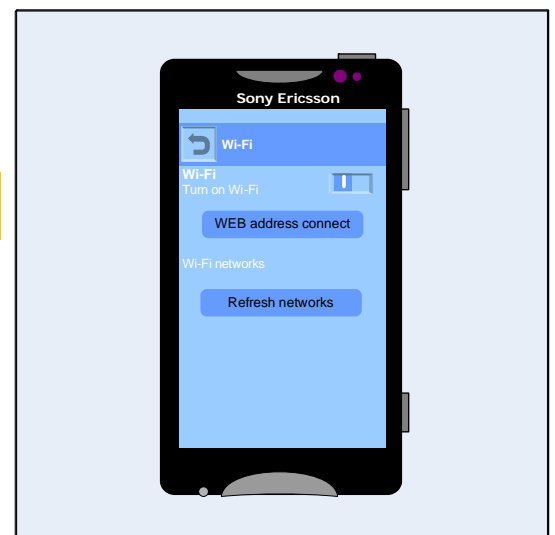 Sony Ericsson
Wi-Fi
Wi-Fi
Turn on Wi-Fi
WEB address connect
Wi-Fi networks
Refresh networks